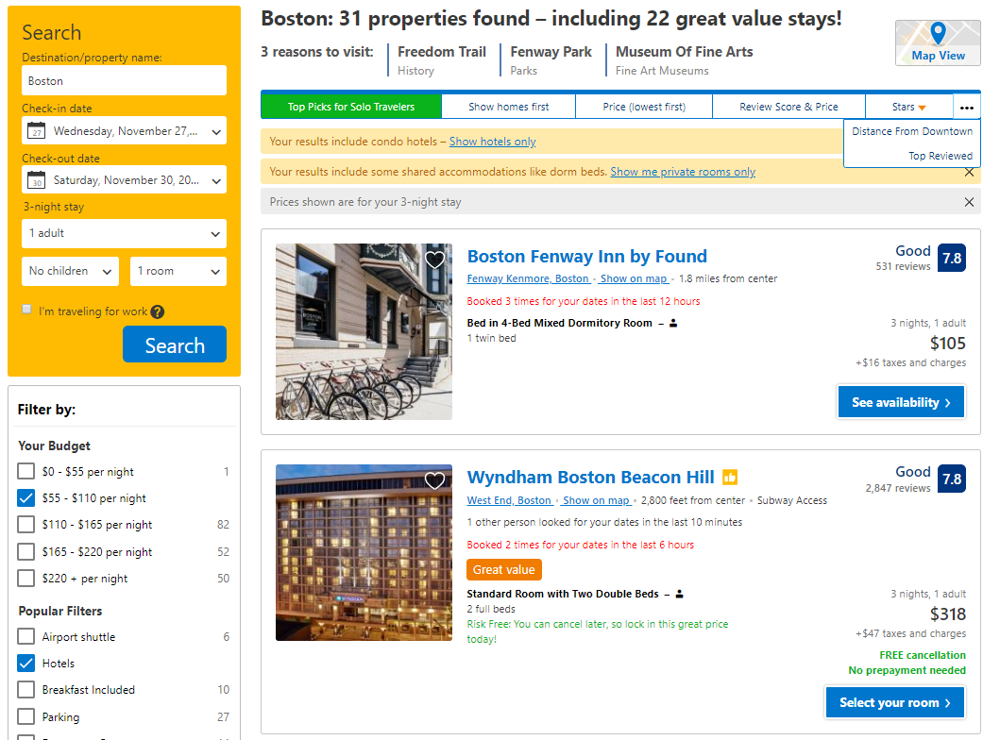 Search
Destination/property name:
Boston
Check-in date
27
Wednesday, November 27,...
Check-out date
30
Saturday, November 30, 20...
3-night stay
1 adult
No children
1 room
I'm traveling for work ?
Search
Filter by:
Your Budget
$0 - $55 per night 1
$55 - $110 per night
$110 - $165 per night 82
$165 - $220 per night 52
$220 + per night 50
Popular Filters
Airport shuttle 6
Hotels
Breakfast Included 10
Parking 27
Boston: 31 properties found – including 22 great value stays!
3 reasons to visit:
Freedom Trail
History
Fenway Park
Parks
Museum Of Fine Arts
Fine Art Museums
Map View
Top Picks for Solo Travelers
Show homes first
Price (lowest first)
Review Score & Price
Stars
...
Distance From Downtown
Top Reviewed
Your results include condo hotels – Show hotels only
Your results include some shared accommodations like dorm beds. Show me private rooms only
Prices shown are for your 3-night stay
Boston Fenway Inn by Found
Fenway Kenmore, Boston - Show on map - 1.8 miles from center
Booked 3 times for your dates in the last 12 hours
Bed in 4-Bed Mixed Dormitory Room –
1 twin bed
Good
531 reviews
7.8
3 nights, 1 adult
$105
+$16 taxes and charges
See availability
Wyndham Boston Beacon Hill
West End, Boston • Show on map • 2,800 feet from center • Subway Access
1 other person looked for your dates in the last 10 minutes
Booked 2 times for your dates in the last 6 hours
Great value
Standard Room with Two Double Beds –
2 full beds
Risk Free: You can cancel later, so lock in this great price
today!
Good
2,847 reviews
7.8
3 nights, 1 adult
$318
+$47 taxes and charges
FREE cancellation
No prepayment needed
Select your room